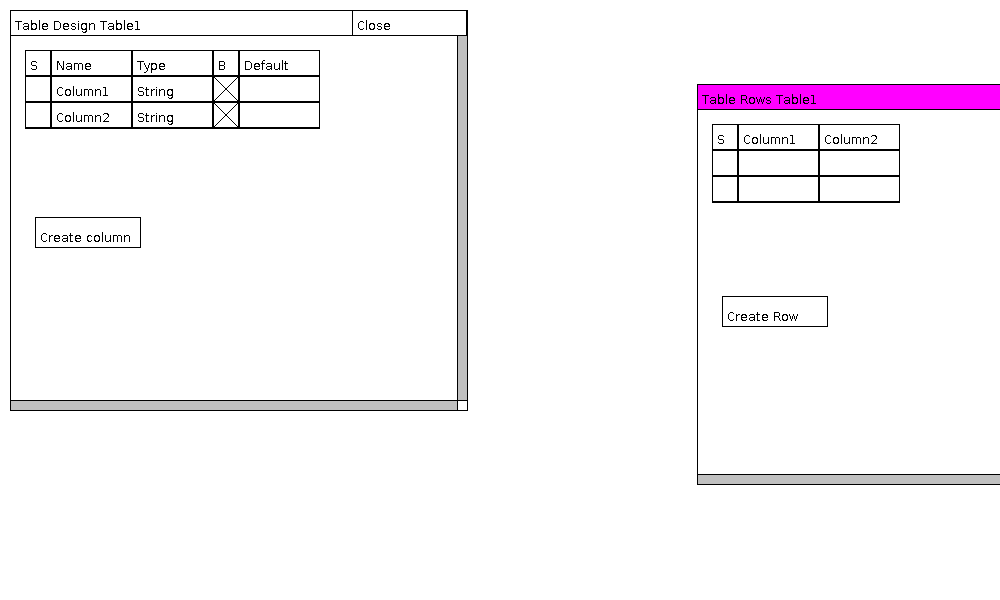 Table Design Table1 Close
S Name Type B Default
Column1 String
Column2 String
Create column
Table Rows Table1
S Column1 Column2
Create Row